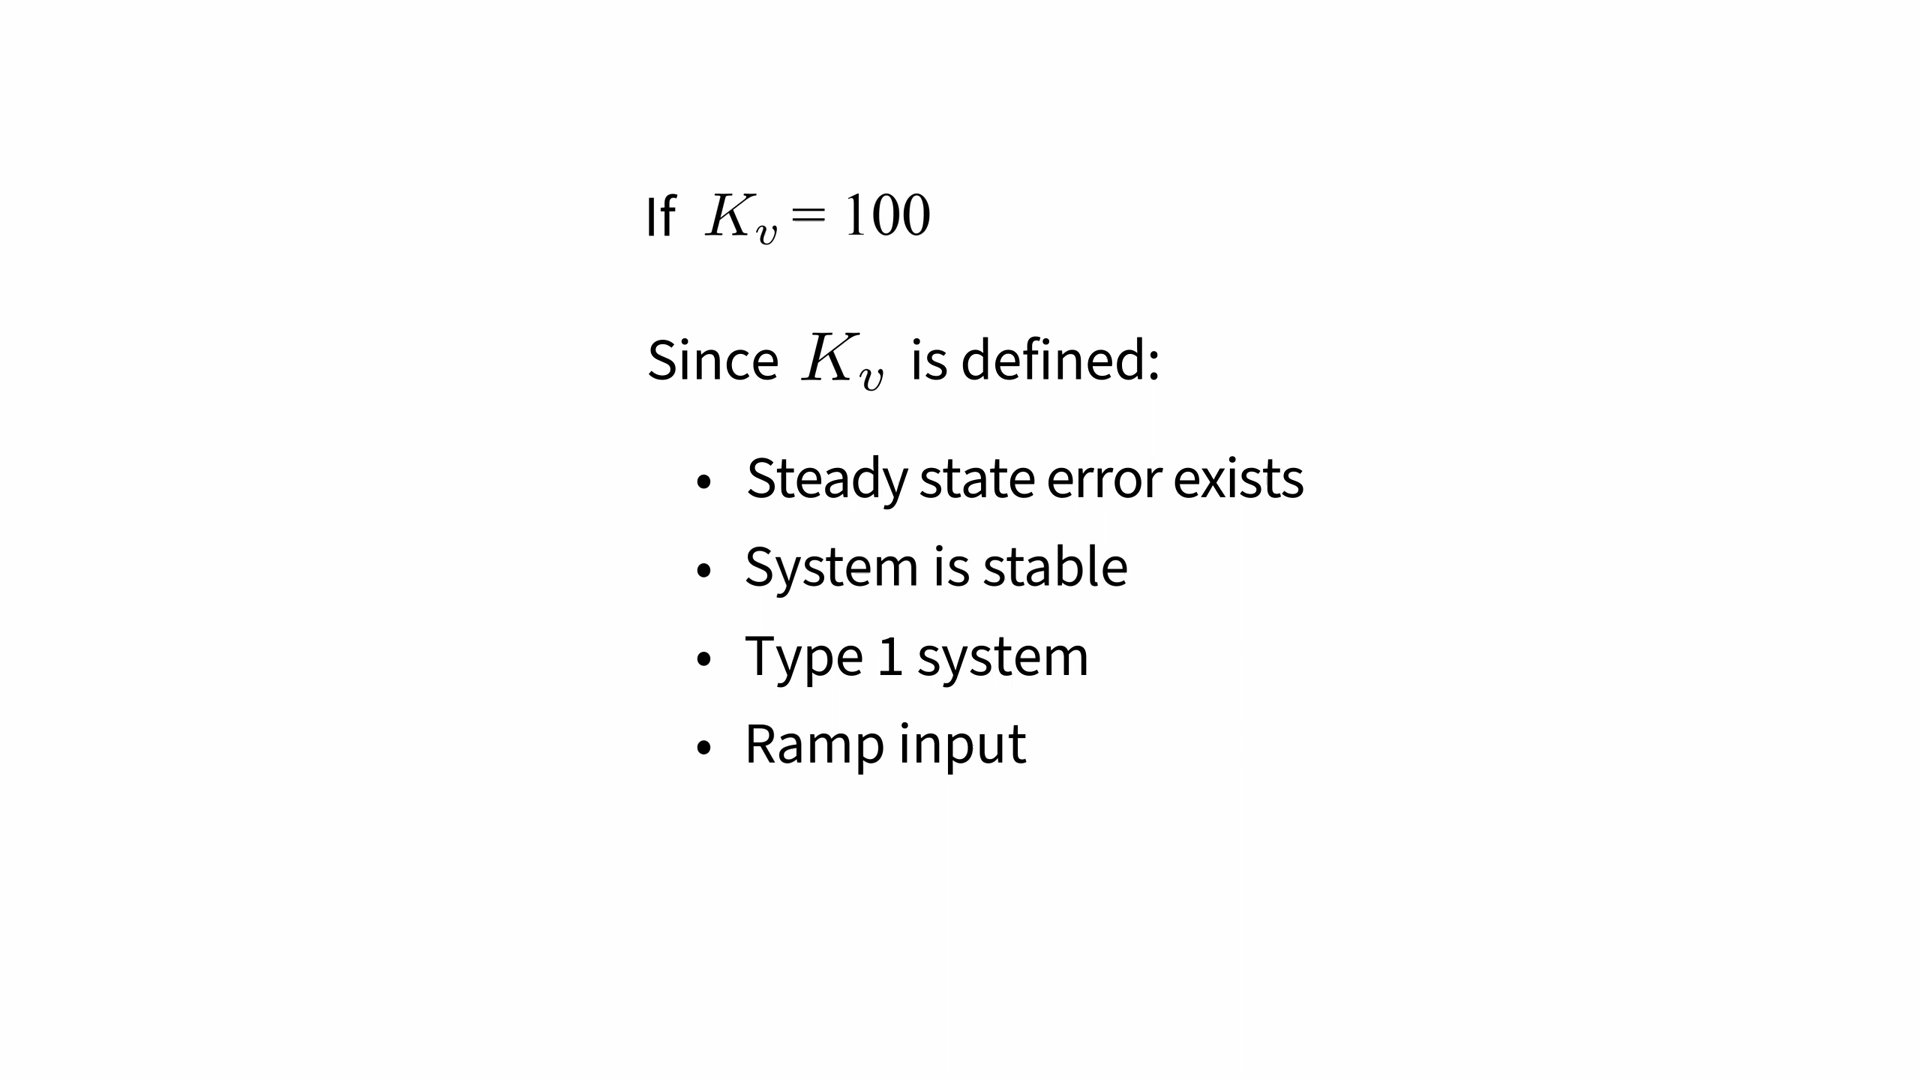 If K_v = 100
Since K_v is defined:
• Steady state error exists
• System is stable
• Type 1 system
• Ramp input